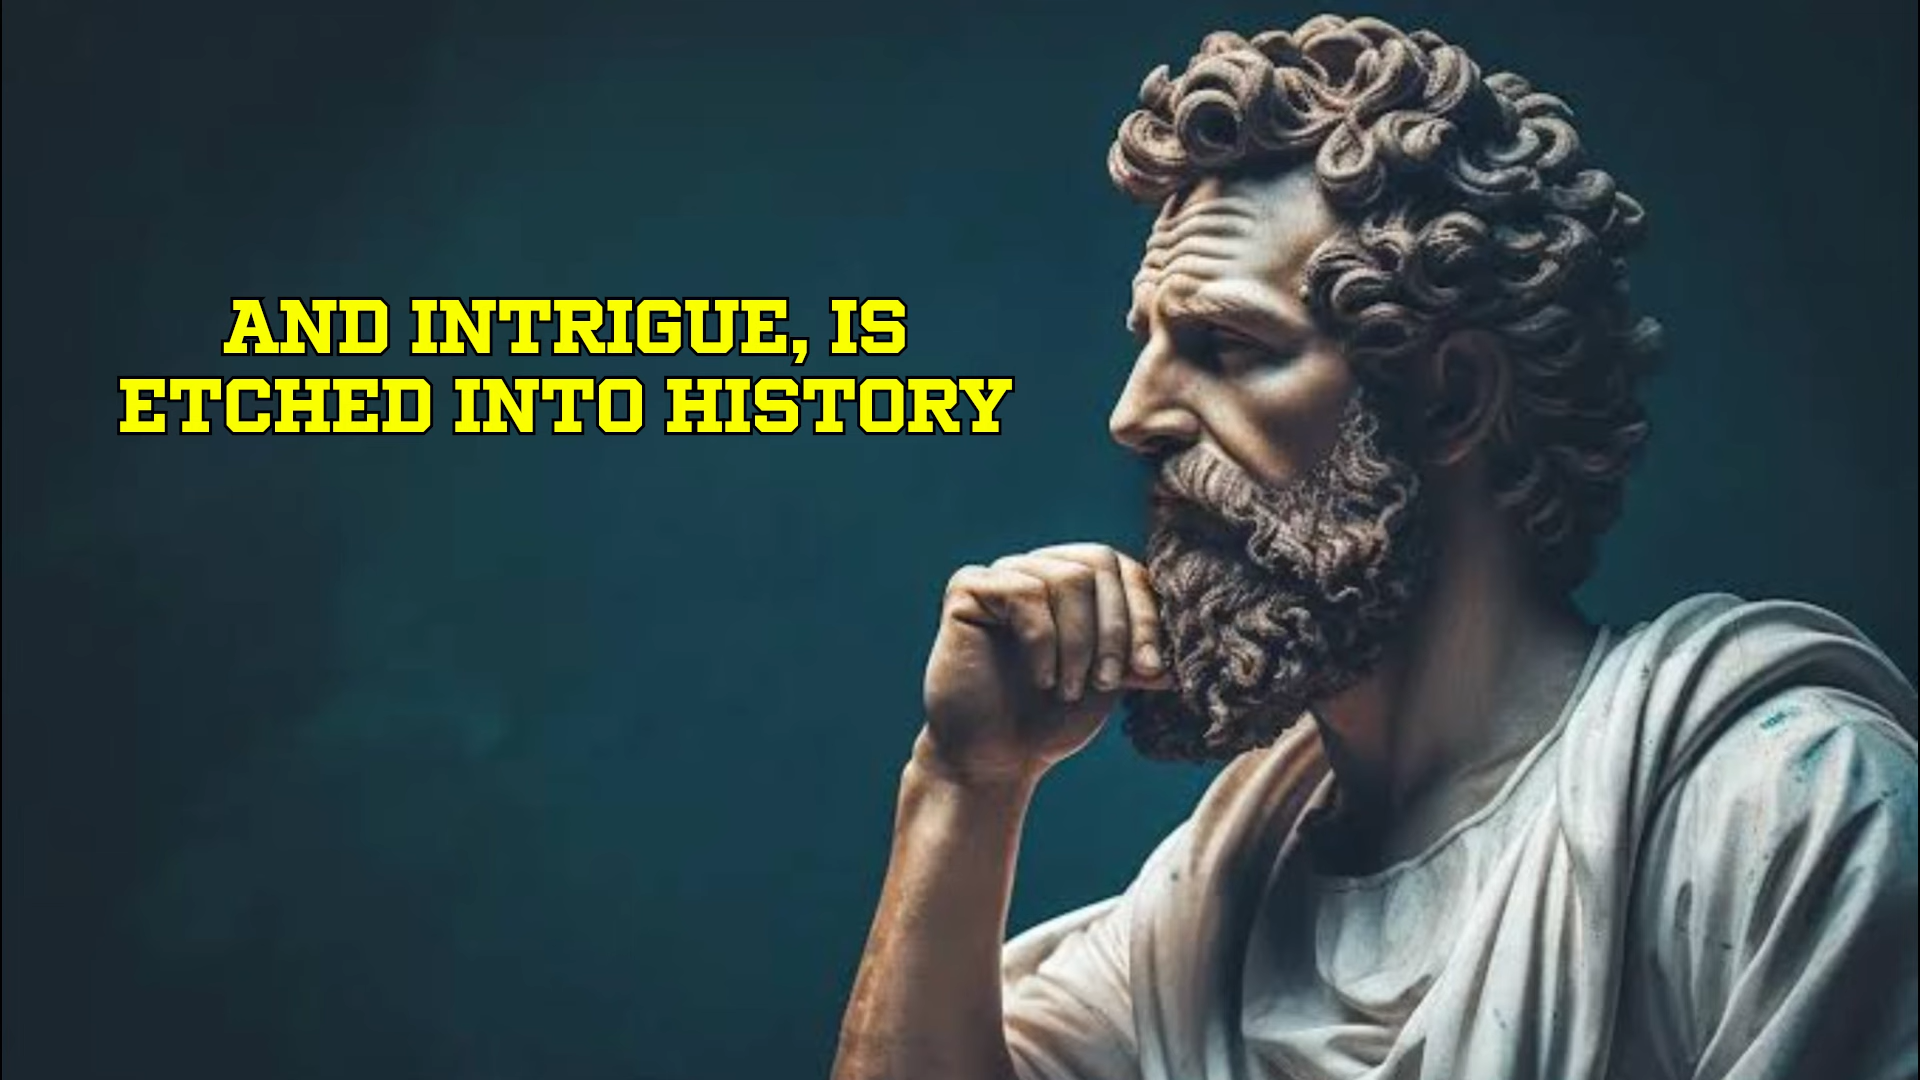 AND INTRIGUE, IS
ETCHED INTO HISTORY